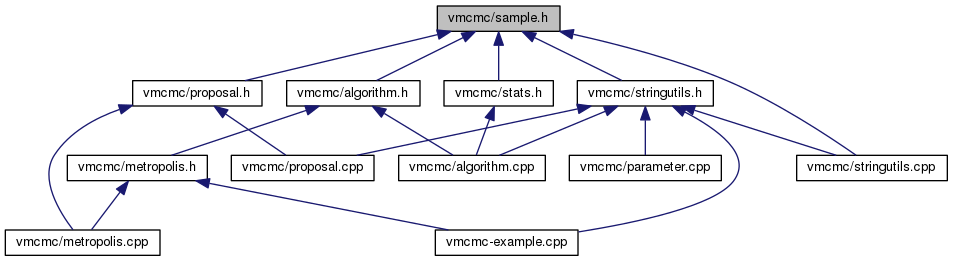 vmcmc/sample.h
vmcmc/proposal.h
vmcmc/algorithm.h
vmcmc/stats.h
vmcmc/stringutils.h
vmcmc/metropolis.h
vmcmc/proposal.cpp
vmcmc/algorithm.cpp
vmcmc/parameter.cpp
vmcmc/stringutils.cpp
vmcmc/metropolis.cpp
vmcmc-example.cpp